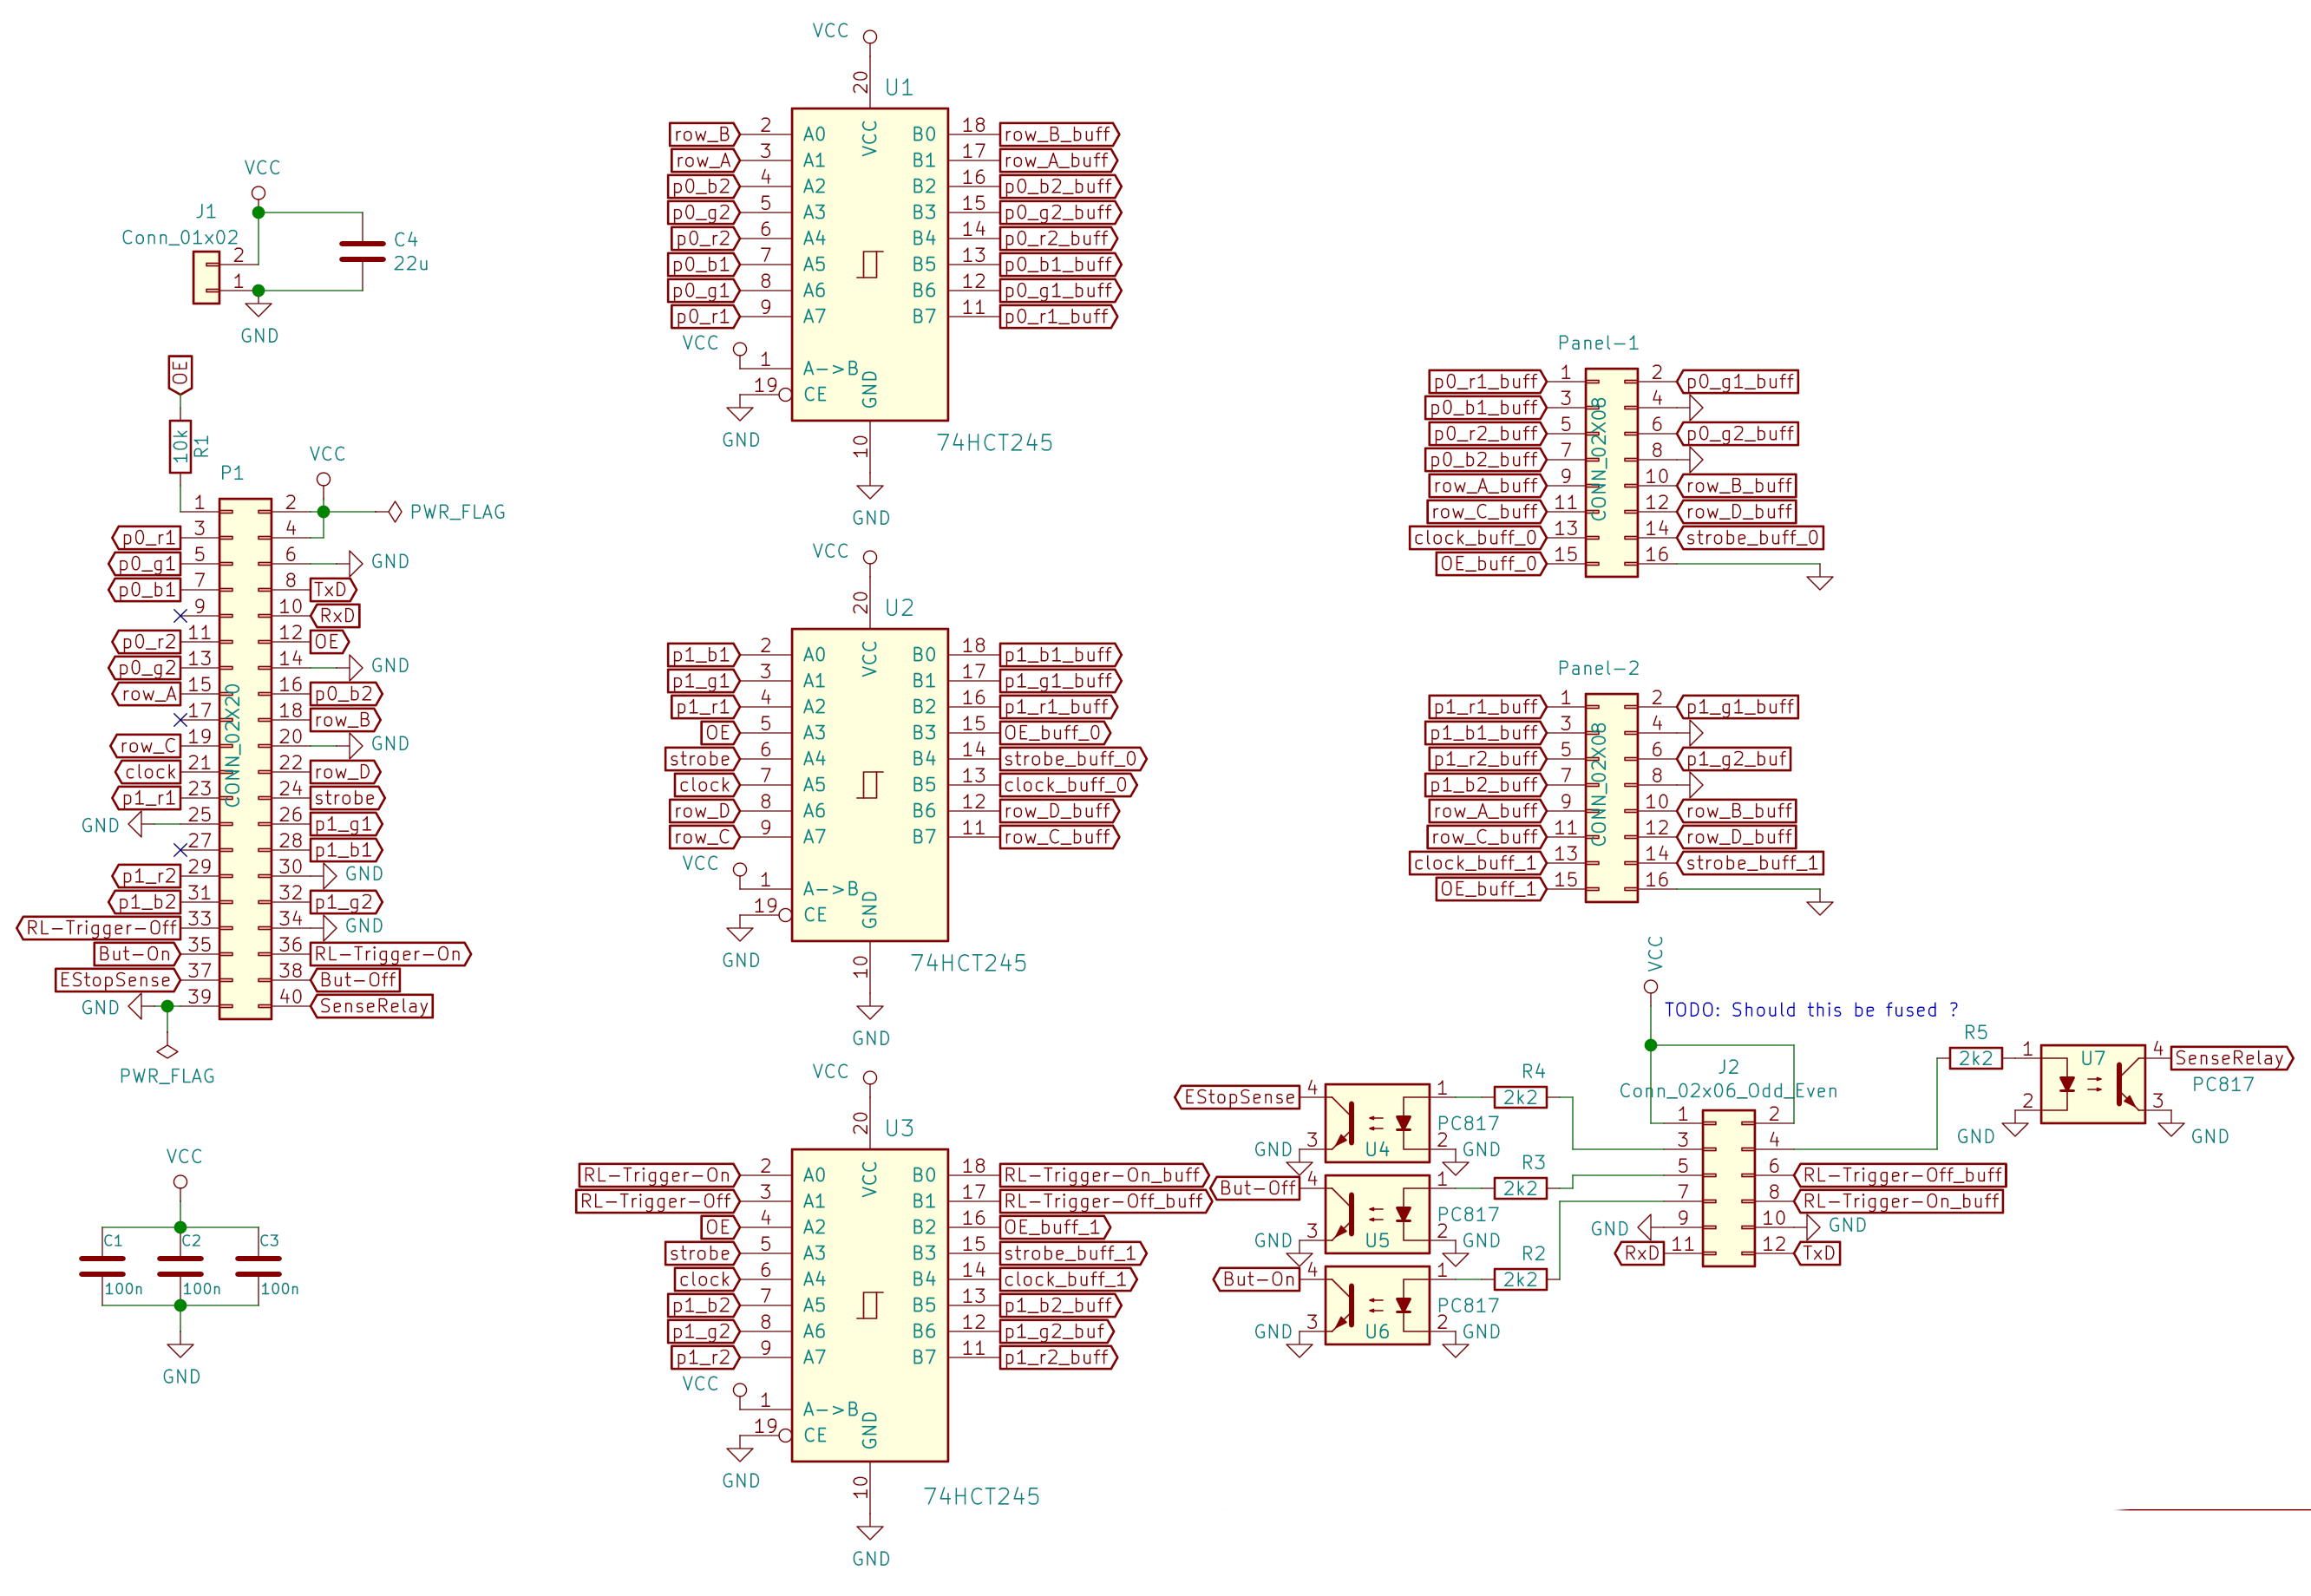 VCC
J1
Conn_01x02
2
1
C4
22u
GND
OE
10k
R1
P1
VCC
PWR_FLAG
CONN_02X20
1 2
p0_r1 3 4
p0_g1 5 6 GND
p0_b1 7 8 TxD
9 10 RxD
p0_r2 11 12 OE
p0_g2 13 14 GND
row_A 15 16 p0_b2
17 18 row_B
row_C 19 20 GND
clock 21 22 row_D
p1_r1 23 24 strobe
GND 25 26 p1_g1
27 28 p1_b1
p1_r2 29 30 GND
p1_b2 31 32 p1_g2
RL-Trigger-Off 33 34 GND
But-On 35 36 RL-Trigger-On
EStopSense 37 38 But-Off
GND 39 40 SenseRelay
PWR_FLAG
VCC
C1 C2 C3
100n 100n 100n
GND
VCC
20
U1
VCC
row_B 2 A0 B0 18 row_B_buff
row_A 3 A1 B1 17 row_A_buff
p0_b2 4 A2 B2 16 p0_b2_buff
p0_g2 5 A3 B3 15 p0_g2_buff
p0_r2 6 A4 B4 14 p0_r2_buff
p0_b1 7 A5 B5 13 p0_b1_buff
p0_g1 8 A6 B6 12 p0_g1_buff
p0_r1 9 A7 B7 11 p0_r1_buff
VCC 1 A->B
19 CE
GND
GND
10
74HCT245
GND
VCC
20
U2
VCC
p1_b1 2 A0 B0 18 p1_b1_buff
p1_g1 3 A1 B1 17 p1_g1_buff
p1_r1 4 A2 B2 16 p1_r1_buff
OE 5 A3 B3 15 OE_buff_0
strobe 6 A4 B4 14 strobe_buff_0
clock 7 A5 B5 13 clock_buff_0
row_D 8 A6 B6 12 row_D_buff
row_C 9 A7 B7 11 row_C_buff
VCC 1 A->B
19 CE
GND
GND
10
74HCT245
GND
VCC
20
U3
VCC
RL-Trigger-On 2 A0 B0 18 RL-Trigger-On_buff
RL-Trigger-Off 3 A1 B1 17 RL-Trigger-Off_buff
OE 4 A2 B2 16 OE_buff_1
strobe 5 A3 B3 15 strobe_buff_1
clock 6 A4 B4 14 clock_buff_1
p1_b2 7 A5 B5 13 p1_b2_buff
p1_g2 8 A6 B6 12 p1_g2_buf
p1_r2 9 A7 B7 11 p1_r2_buff
VCC 1 A->B
19 CE
GND
GND
10
74HCT245
GND
Panel-1
CONN_02X08
p0_r1_buff 1 2 p0_g1_buff
p0_b1_buff 3 4
p0_r2_buff 5 6 p0_g2_buff
p0_b2_buff 7 8
row_A_buff 9 10 row_B_buff
row_C_buff 11 12 row_D_buff
clock_buff_0 13 14 strobe_buff_0
OE_buff_0 15 16
Panel-2
CONN_02X08
p1_r1_buff 1 2 p1_g1_buff
p1_b1_buff 3 4
p1_r2_buff 5 6 p1_g2_buf
p1_b2_buff 7 8
row_A_buff 9 10 row_B_buff
row_C_buff 11 12 row_D_buff
clock_buff_1 13 14 strobe_buff_1
OE_buff_1 15 16
VCC
TODO: Should this be fused ?
EStopSense 4 1 R4
2k2
PC817
GND 3 U4 2 GND
But-Off 4 1 R3
2k2
PC817
GND 3 U5 2 GND
But-On 4 1 R2
2k2
PC817
GND 3 U6 2 GND
J2
Conn_02x06_Odd_Even
1 2
3 4
5 6 RL-Trigger-Off_buff
7 8 RL-Trigger-On_buff
GND 9 10 GND
RxD 11 12 TxD
R5
2k2
1 U7 4 SenseRelay
PC817
2 3
GND GND